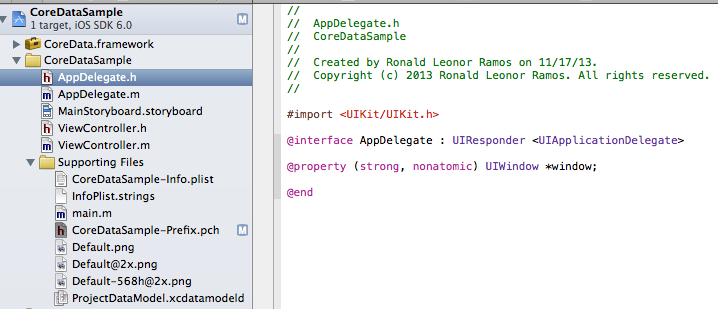 CoreDataSample
M
1 target, iOS SDK 6.0
CoreData.framework
CoreDataSample
h AppDelegate.h
m AppDelegate.m
MainStoryboard.storyboard
h ViewController.h
m ViewController.m
Supporting Files
CoreDataSample-Info.plist
InfoPlist.strings
m main.m
h CoreDataSample-Prefix.pch M
Default.png
Default@2x.png
Default-568h@2x.png
ProjectDataModel.xcdatamodeld
//
//  AppDelegate.h
//  CoreDataSample
//
//  Created by Ronald Leonor Ramos on 11/17/13.
//  Copyright (c) 2013 Ronald Leonor Ramos. All rights reserved.
//
#import <UIKit/UIKit.h>
@interface AppDelegate : UIResponder <UIApplicationDelegate>
@property (strong, nonatomic) UIWindow *window;
@end